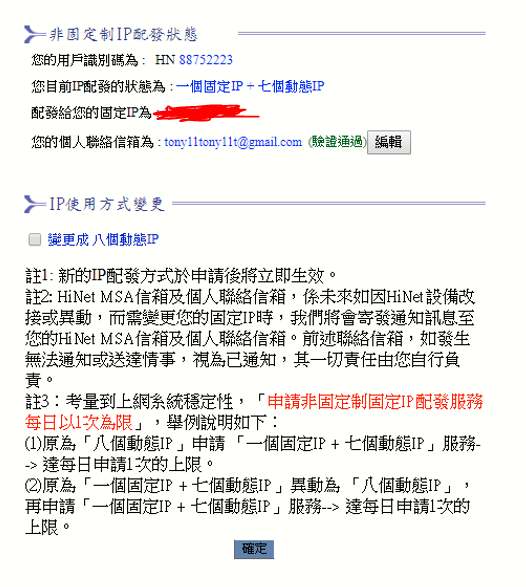 非固定制IP配發狀態
您的用戶識別碼為： HN 88752223
您目前IP配發的狀態為：一個固定IP + 七個動態IP
配發給您的固定IP為：
您的個人聯絡信箱為：tony11tony11t@gmail.com (驗證通過) 編輯
IP使用方式變更
變更成 八個動態IP
註1: 新的IP配發方式於申請後將立即生效。
註2: HiNet MSA信箱及個人聯絡信箱，係未來如因HiNet設備改
接或異動，而需變更您的固定IP時，我們將會寄發通知訊息至
您的HiNet MSA信箱及個人聯絡信箱。前述聯絡信箱，如發生
無法通知或送達情事，視為已通知，其一切責任由您自行負
責。
註3：考量到上網系統穩定性，「申請非固定制固定IP配發服務
每日以1次為限」，舉例說明如下：
(1)原為「八個動態IP」申請 「一個固定IP + 七個動態IP」服務-
-> 達每日申請1次的上限。
(2)原為「一個固定IP + 七個動態IP」異動為 「八個動態IP」，
再申請「一個固定IP + 七個動態IP」服務--> 達每日申請1次的
上限。
確定